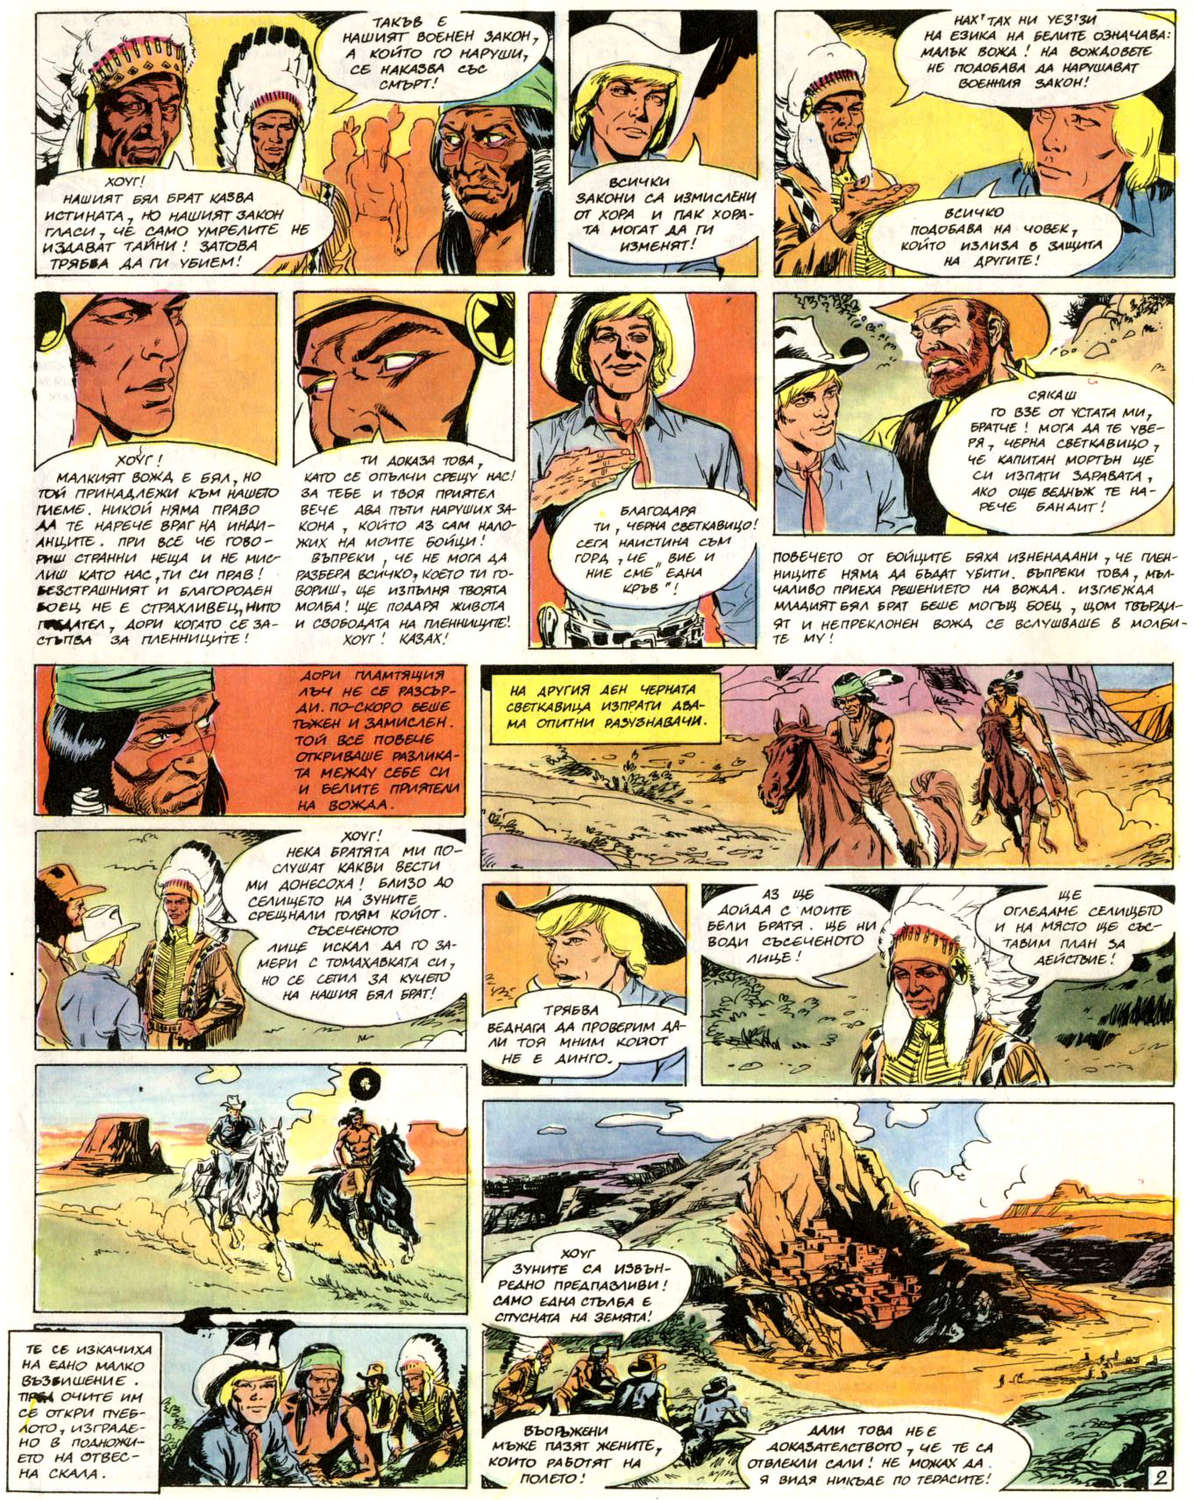 ХОУГ!
НАШИЯТ БЯЛ БРАТ КАЗВА
ИСТИНАТА, НО НАШИЯТ ЗАКОН
ГЛАСИ, ЧЕ САМО УМРЕЛИТЕ НЕ
ИЗДАВАТ ТАЙНИ! ЗАТОВА
ТРЯБВА ДА ГИ УБИЕМ!
ТАКЪВ Е
НАШИЯТ ВОЕНЕН ЗАКОН,
А КОЙТО ГО НАРУШИ,
СЕ НАКАЗВА СЪС
СМЪРТ!
ВСИЧКИ
ЗАКОНИ СА ИЗМИСЛЕНИ
ОТ ХОРА И ПАК ХОРА-
ТА МОГАТ ДА ГИ
ИЗМЕНЯТ!
НАХ'ТАХ НИ УЕЗ'ЗИ
НА ЕЗИКА НА БЕЛИТЕ ОЗНАЧАВА:
МАЛЪК ВОЖД! НА ВОЖДОВЕТЕ
НЕ ПОДОБАВА ДА НАРУШАВАТ
ВОЕННИЯ ЗАКОН!
ВСИЧКО
ПОДОБАВА НА ЧОВЕК,
КОЙТО ИЗЛИЗА В ЗАЩИТА
НА ДРУГИТЕ!
ХОУГ!
МАЛКИЯТ ВОЖД Е БЯЛ, НО
ТОЙ ПРИНАДЛЕЖИ КЪМ НАШЕТО
ПЛЕМЕ. НИКОЙ НЯМА ПРАВО
ДА ТЕ НАРЕЧЕ ВРАГ НА ИНДИ-
АНЦИТЕ. ПРИ ВСЕ ЧЕ ГОВО-
РИШ СТРАННИ НЕЩА И НЕ МИС-
ЛИШ КАТО НАС, ТИ СИ ПРАВ!
БЕЗСТРАШНИЯТ И БЛАГОРОДЕН
БОЕЦ НЕ Е СТРАХЛИВЕЦ, НИТО
ПРЕДАТЕЛ, ДОРИ КОГАТО СЕ ЗА-
СТЪПВА ЗА ПЛЕННИЦИТЕ!
ТИ ДОКАЗА ТОВА,
КАТО СЕ ОПЪЛЧИ СРЕЩУ НАС!
ЗА ТЕБЕ И ТВОЯ ПРИЯТЕЛ
ВЕЧЕ ДВА ПЪТИ НАРУШИХ ЗА-
КОНА, КОЙТО АЗ САМ НАЛО-
ЖИХ НА МОИТЕ БОЙЦИ!
ВЪПРЕКИ, ЧЕ НЕ МОГА ДА
РАЗБЕРА ВСИЧКО, КОЕТО ТИ ГО-
ВОРИШ, ЩЕ ИЗПЪЛНЯ ТВОЯТА
МОЛБА! ЩЕ ПОДАРЯ ЖИВОТА
И СВОБОДАТА НА ПЛЕННИЦИТЕ!
ХОУГ! КАЗАХ!
БЛАГОДАРЯ
ТИ, ЧЕРНА СВЕТКАВИЦО!
СЕГА НАИСТИНА СЪМ
ГОРД, ЧЕ "ВИЕ И
НИЕ СМЕ ЕДНА
КРЪВ"!
СЯКАШ
ГО ВЗЕ ОТ УСТАТА МИ,
БРАТЧЕ! МОГА ДА ТЕ УВЕ-
РЯ, ЧЕРНА СВЕТКАВИЦО,
ЧЕ КАПИТАН МОРТЪН ЩЕ
СИ ИЗПАТИ ЗДРАВАТА,
АКО ОЩЕ ВЕДНЪЖ ТЕ НА-
РЕЧЕ БАНДИТ!
ПОВЕЧЕТО ОТ БОЙЦИТЕ БЯХА ИЗНЕНАДАНИ, ЧЕ ПЛЕН-
НИЦИТЕ НЯМА ДА БЪДАТ УБИТИ. ВЪПРЕКИ ТОВА, МЪЛ-
ЧАЛИВО ПРИЕХА РЕШЕНИЕТО НА ВОЖДА. ИЗГЛЕЖДА
МЛАДИЯТ БЯЛ БРАТ БЕШЕ МОГЪЩ БОЕЦ, ЩОМ ТВЪРДИ-
ЯТ И НЕПРЕКЛОНЕН ВОЖД СЕ ВСЛУШВАШЕ В МОЛБИ-
ТЕ МУ!
ДОРИ ПЛАМТЯЩИЯ
ЛЪЧ НЕ СЕ РАЗСЪР-
ДИ. ПО-СКОРО БЕШЕ
ТЪЖЕН И ЗАМИСЛЕН.
ТОЙ ВСЕ ПОВЕЧЕ
ОТКРИВАШЕ РАЗЛИКА-
ТА МЕЖДУ СЕБЕ СИ
И БЕЛИТЕ ПРИЯТЕЛИ
НА ВОЖДА.
НА ДРУГИЯ ДЕН ЧЕРНАТА
СВЕТКАВИЦА ИЗПРАТИ ДВА-
МА ОПИТНИ РАЗУЗНАВАЧИ.
ХОУГ!
НЕКА БРАТЯТА МИ ПО-
СЛУШАТ КАКВИ ВЕСТИ
МИ ДОНЕСОХА! БЛИЗО ДО
СЕЛИЩЕТО НА ЗУНИТЕ
СРЕЩНАЛИ ГОЛЯМ КОЙОТ.
СЪСЕЧЕНОТО
ЛИЦЕ ИСКАЛ ДА ГО ЗА-
МЕРИ С ТОМАХАВКАТА СИ,
НО СЕ СЕТИЛ ЗА КУЧЕТО
НА НАШИЯ БЯЛ БРАТ!
ТРЯБВА
ВЕДНАГА ДА ПРОВЕРИМ ДА-
ЛИ ТОЯ МНИМ КОЙОТ
НЕ Е ДИНГО.
АЗ ЩЕ
ДОЙДА С МОИТЕ
БЕЛИ БРАТЯ. ЩЕ НИ
ВОДИ СЪСЕЧЕНОТО
ЛИЦЕ!
ЩЕ
ОГЛЕДАМЕ СЕЛИЩЕТО
И НА МЯСТО ЩЕ СЪС-
ТАВИМ ПЛАН ЗА
ДЕЙСТВИЕ!
ТЕ СЕ ИЗКАЧИХА
НА ЕДНО МАЛКО
ВЪЗВИШЕНИЕ.
ПРЕД ОЧИТЕ ИМ
СЕ ОТКРИ ПУЕБ-
ЛОТО, ИЗГРАДЕ-
НО В ПОДНОЖИ-
ЕТО НА ОТВЕС-
НА СКАЛА.
ХОУГ
ЗУНИТЕ СА ИЗВЪН-
РЕДНО ПРЕДПАЗЛИВИ!
САМО ЕДНА СТЪЛБА Е
СПУСНАТА НА ЗЕМЯТА!
ВЪОРЪЖЕНИ
МЪЖЕ ПАЗЯТ ЖЕНИТЕ,
КОИТО РАБОТЯТ НА
ПОЛЕТО!
ДАЛИ ТОВА НЕ Е
ДОКАЗАТЕЛСТВОТО, ЧЕ ТЕ СА
ОТВЛЕКЛИ САЛИ! НЕ МОЖАХ ДА
Я ВИДЯ НИКЪДЕ ПО ТЕРАСИТЕ!
2